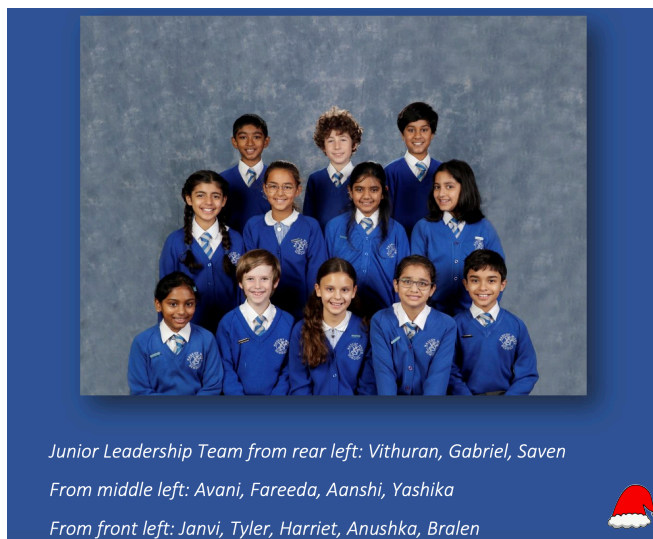 Junior Leadership Team from rear left: Vithuran, Gabriel, Saven
From middle left: Avani, Fareeda, Aanshi, Yashika
From front left: Janvi, Tyler, Harriet, Anushka, Bralen